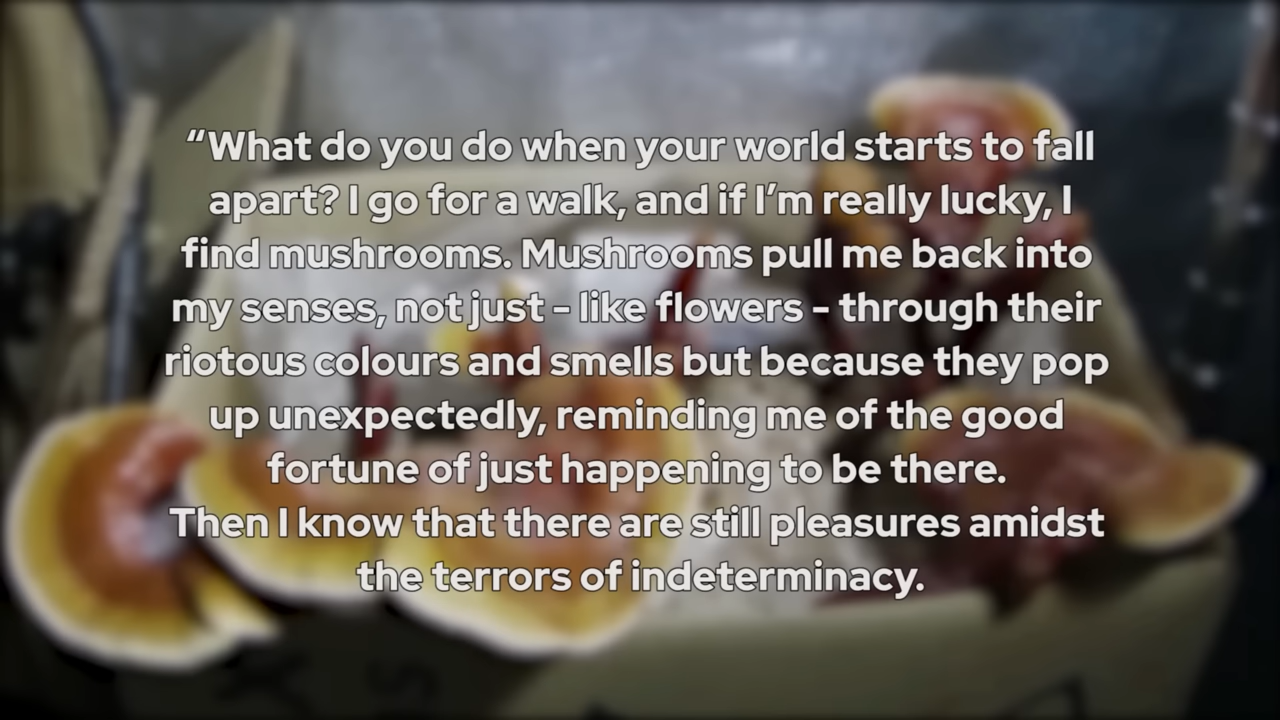 “What do you do when your world starts to fall
apart? I go for a walk, and if I’m really lucky, I
find mushrooms. Mushrooms pull me back into
my senses, not just – like flowers – through their
riotous colours and smells but because they pop
up unexpectedly, reminding me of the good
fortune of just happening to be there.
Then I know that there are still pleasures amidst
the terrors of indeterminacy.